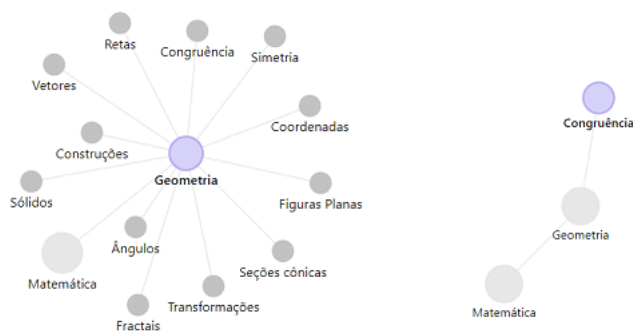 Retas
Congruência
Simetria
Vetores
Coordenadas
Construções
Geometria
Sólidos
Figuras Planas
Ângulos
Seções cônicas
Matemática
Transformações
Fractais
Congruência
Geometria
Matemática